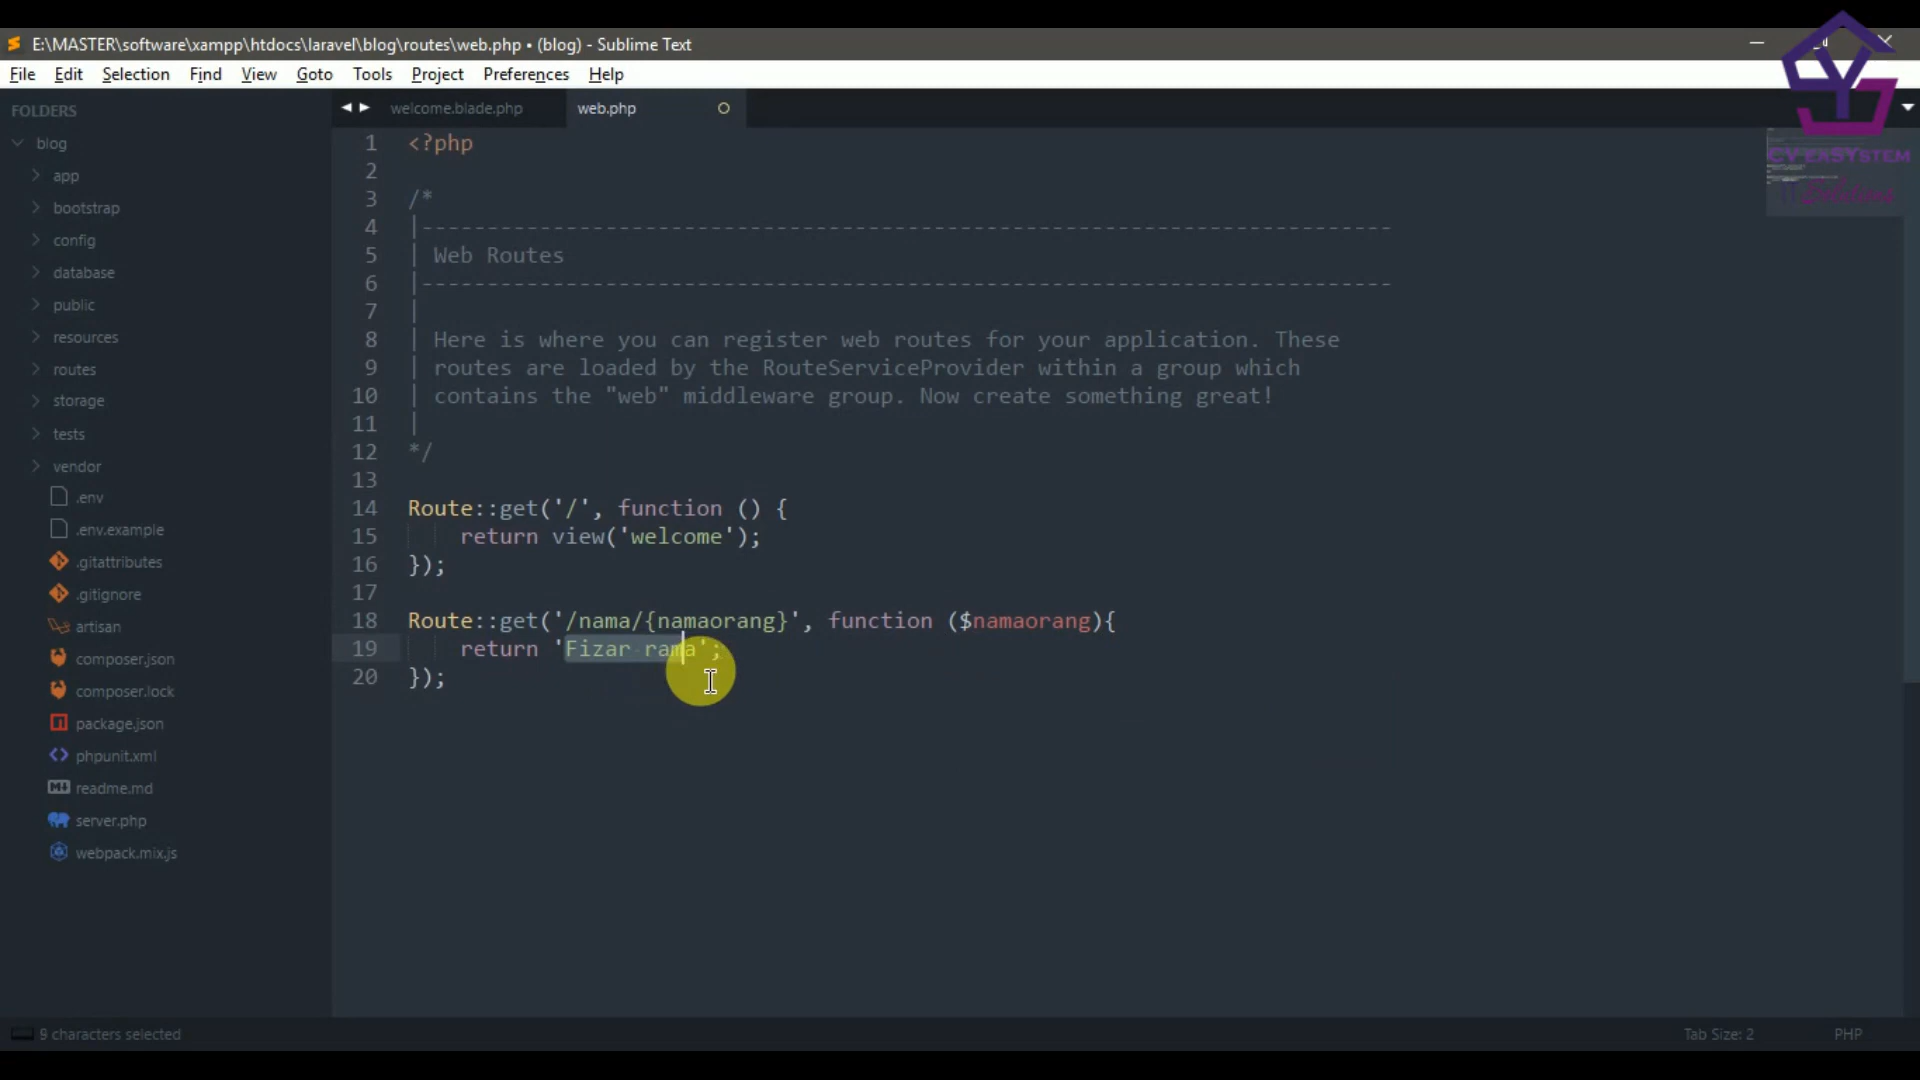 E:\MASTER\software\xampp\htdocs\laravel\blog\routes\web.php • (blog) - Sublime Text
File Edit Selection Find View Goto Tools Project Preferences Help
FOLDERS
blog
app
bootstrap
config
database
public
resources
routes
storage
tests
vendor
.env
.env.example
.gitattributes
.gitignore
artisan
composer.json
composer.lock
package.json
phpunit.xml
readme.md
server.php
webpack.mix.js
welcome.blade.php web.php
1 <?php
2
3 /*
4 |--------------------------------------------------------------------------
5 | Web Routes
6 |--------------------------------------------------------------------------
7 |
8 | Here is where you can register web routes for your application. These
9 | routes are loaded by the RouteServiceProvider within a group which
10 | contains the "web" middleware group. Now create something great!
11 |
12 */
13
14 Route::get('/', function () {
15 return view('welcome');
16 });
17
18 Route::get('/nama/{namaorang}', function ($namaorang){
19 return 'Fizar rama';
20 });
9 characters selected
Tab Size: 2 PHP
IT Solutions